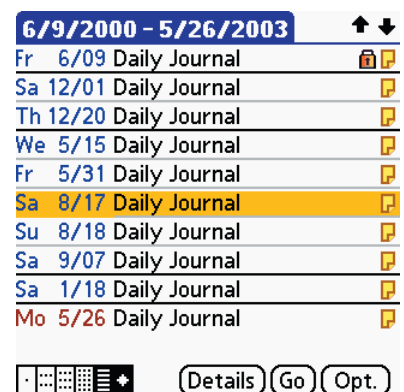 6/9/2000 - 5/26/2003
Fr 6/09 Daily Journal
Sa 12/01 Daily Journal
Th 12/20 Daily Journal
We 5/15 Daily Journal
Fr 5/31 Daily Journal
Sa 8/17 Daily Journal
Su 8/18 Daily Journal
Sa 9/07 Daily Journal
Sa 1/18 Daily Journal
Mo 5/26 Daily Journal
Details Go Opt.